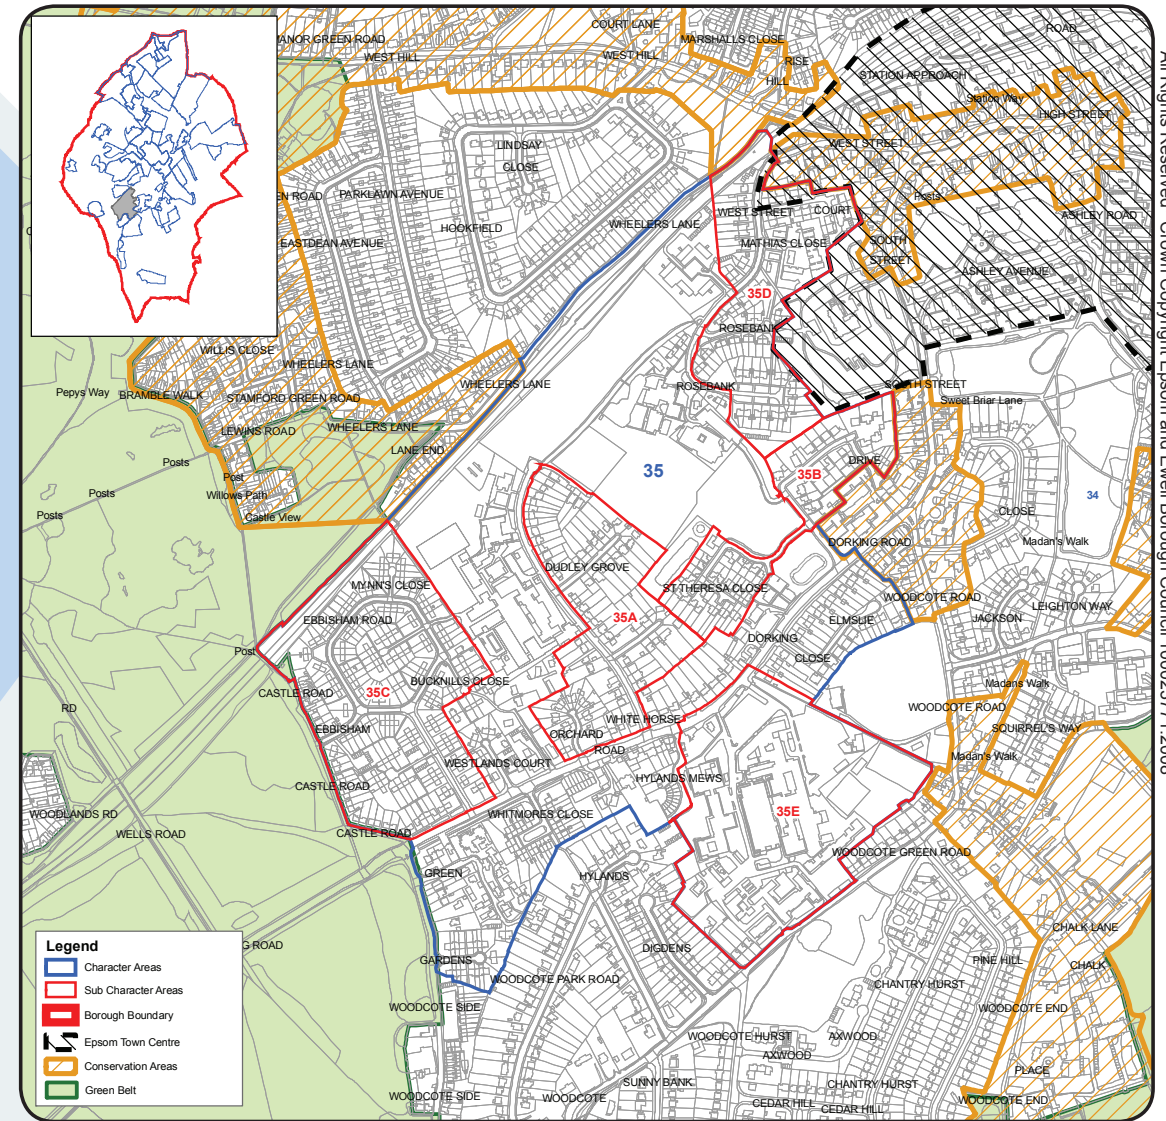 MANOR GREEN ROAD
WEST HILL
COURT LANE
WEST HILL
MARSHALLS CLOSE
RISE
HILL
ROAD
STATION APPROACH
Station Way
HIGH STREET
WEST STREET
LINDSAY
CLOSE
PARKLAWN AVENUE
HOOKFIELD
EASTDEAN AVENUE
WHEELERS LANE
WEST STREET
COURT
Posts
ASHLEY ROAD
MATHIAS CLOSE
SOUTH
STREET
ASHLEY AVENUE
35D
ROSEBANK
WILLIS CLOSE
WHEELERS LANE
WHEELERS LANE
ROSEBANK
SOUTH STREET
Sweet Briar Lane
Pepys Way
BRAMBLE WALK
STAMFORD GREEN ROAD
LEWINS ROAD
WHEELERS LANE
LANE END
Posts
Post
Willows Path
Posts
Posts
Castle View
35
35B
DRIVE
34
CLOSE
DORKING ROAD
Madan's Walk
DUDLEY GROVE
ST THERESA CLOSE
MYNN'S CLOSE
WOODCOTE ROAD
LEIGHTON WAY
JACKSON
EBBISHAM ROAD
35A
ELMSLIE
DORKING
CLOSE
Post
BUCKNILLS CLOSE
35C
CASTLE ROAD
Madans Walk
WOODCOTE ROAD
RD
EBBISHAM
WHITE HORSE
ORCHARD
ROAD
SQUIRREL'S WAY
Madan's Walk
WESTLANDS COURT
HYLANDS MEWS
CASTLE ROAD
35E
WOODLANDS RD
WELLS ROAD
CASTLE ROAD
WHITMORES CLOSE
WOODCOTE GREEN ROAD
GREEN
HYLANDS
CHALK LANE
DIGDENS
GARDENS
PINE HILL
CHALK
WOODCOTE PARK ROAD
CHANTRY HURST
WOODCOTE SIDE
WOODCOTE END
WOODCOTE HURST
AXWOOD
AXWOOD
PLACE
SUNNY BANK
CHANTRY HURST
WOODCOTE SIDE
WOODCOTE
CEDAR HILL
CEDAR HILL
WOODCOTE END
G ROAD
Legend
Character Areas
Sub Character Areas
Borough Boundary
Epsom Town Centre
Conservation Areas
Green Belt